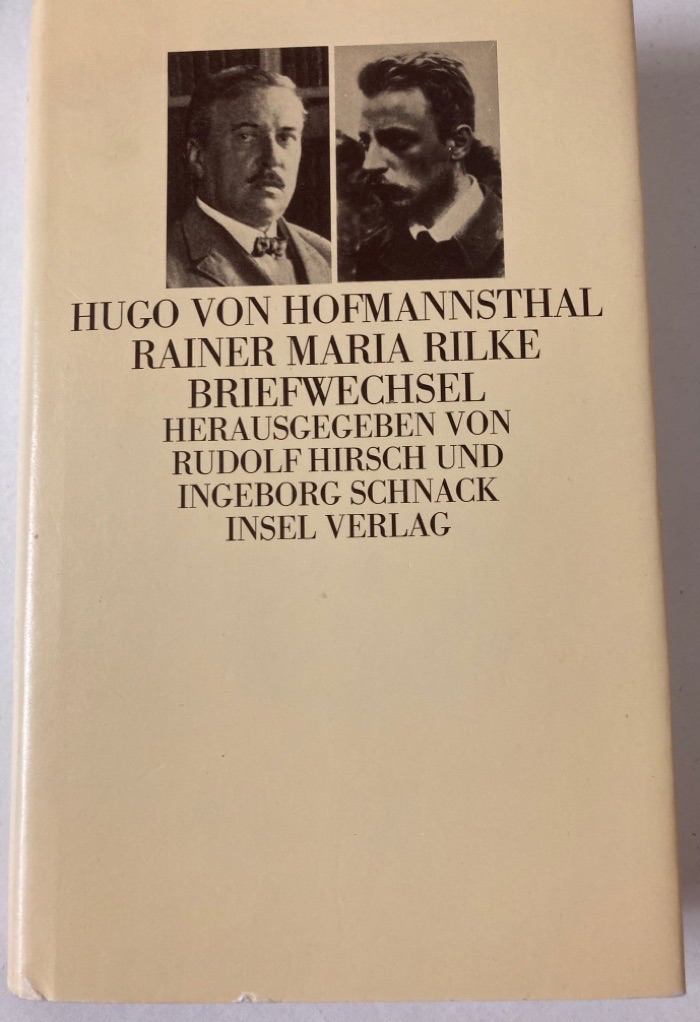 HUGO VON HOFMANNSTHAL
RAINER MARIA RILKE
BRIEFWECHSEL
HERAUSGEGEBEN VON
RUDOLF HIRSCH UND
INGEBORG SCHNACK
INSEL VERLAG